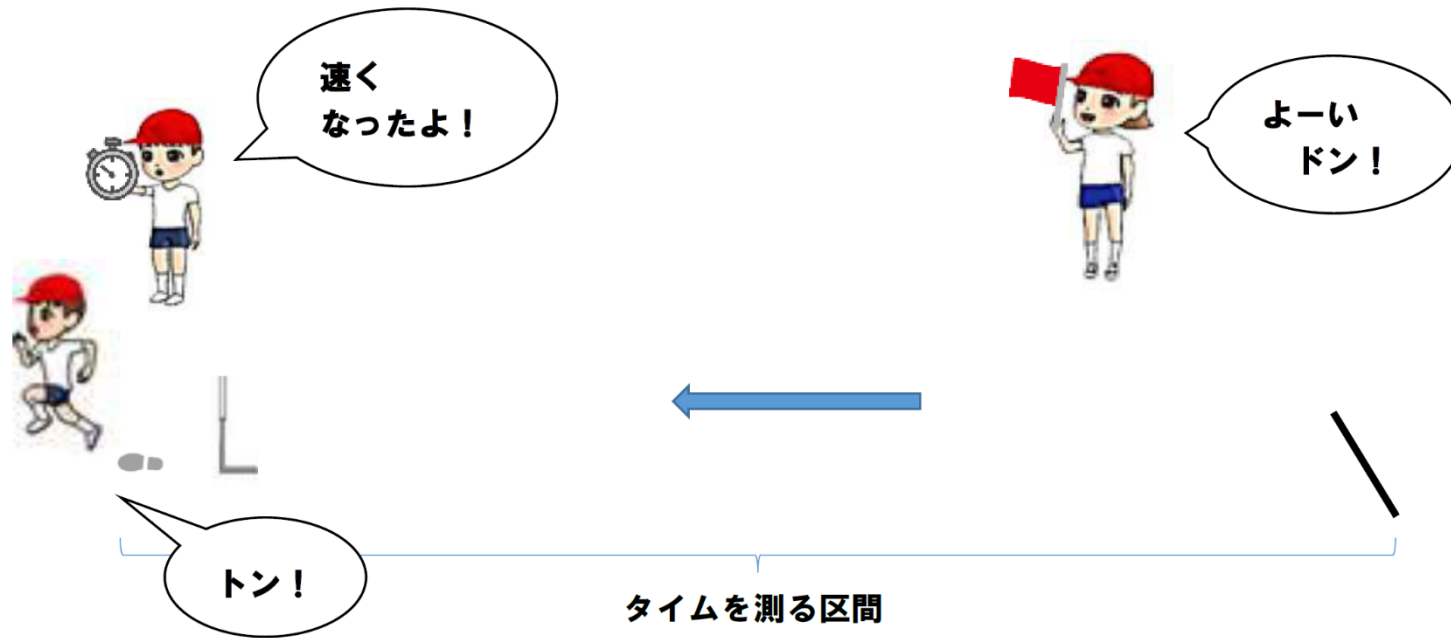 速く
なったよ！
よーい
ドン！
トン！
タイムを測る区間